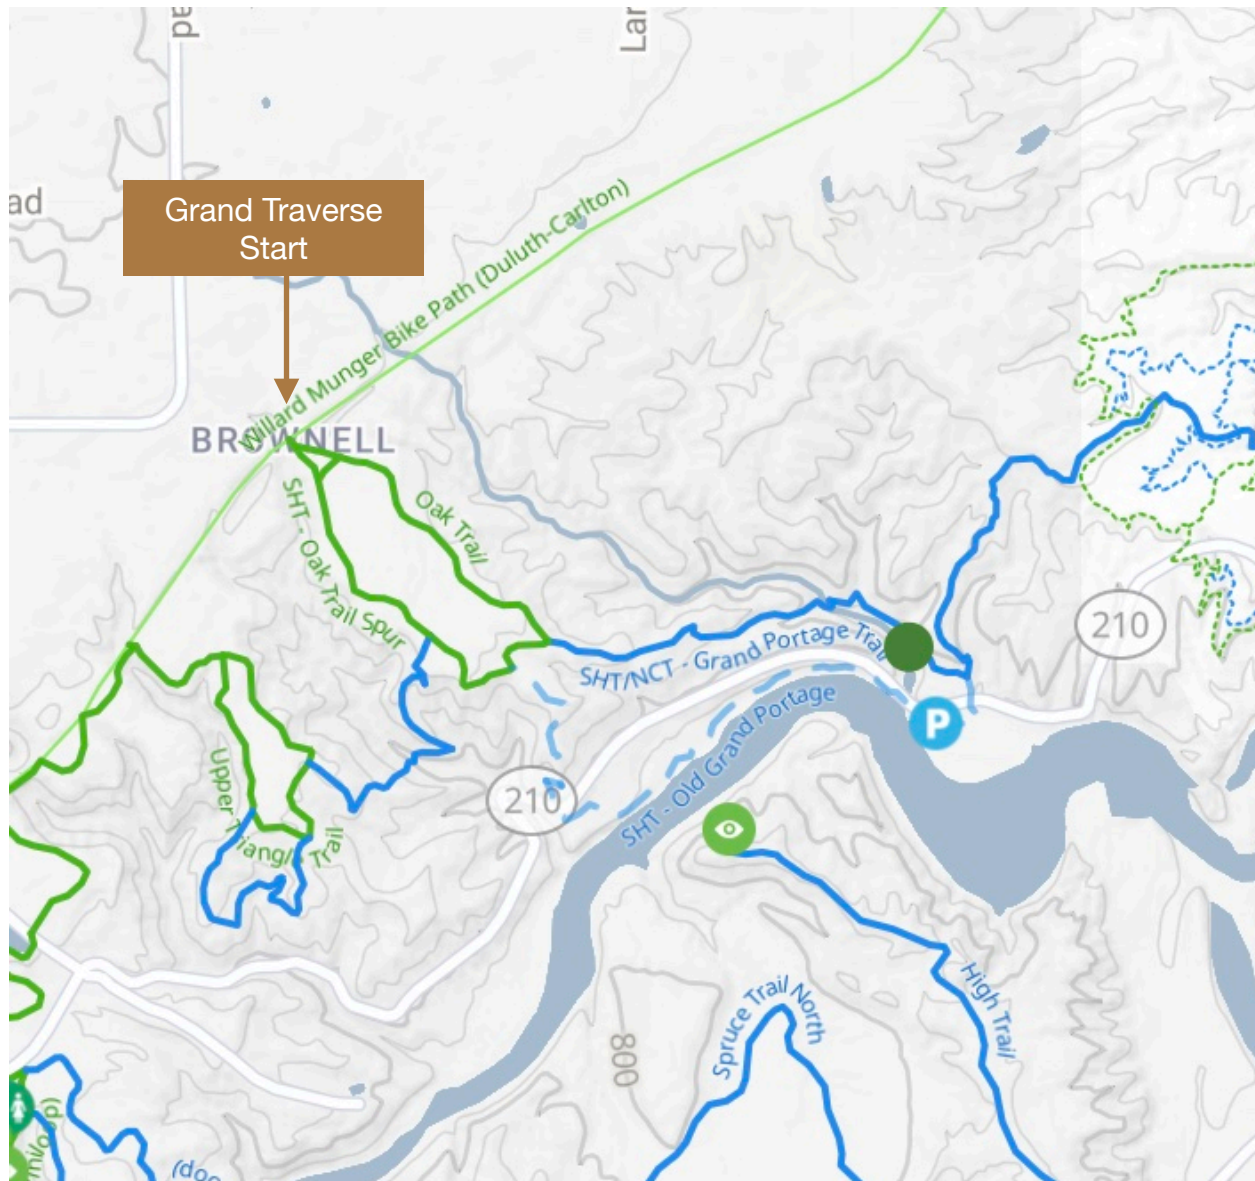 Lar
ad
Grand Traverse
Start
Willard Munger Bike Path (Duluth-Carlton)
BROWNELL
Oak Trail
SHT - Oak Trail Spur
210
SHT/NCT - Grand Portage Trail
P
SHT - Old Grand Portage
210
Upper Triangle Trail
High Trail
Spruce Trail North
800